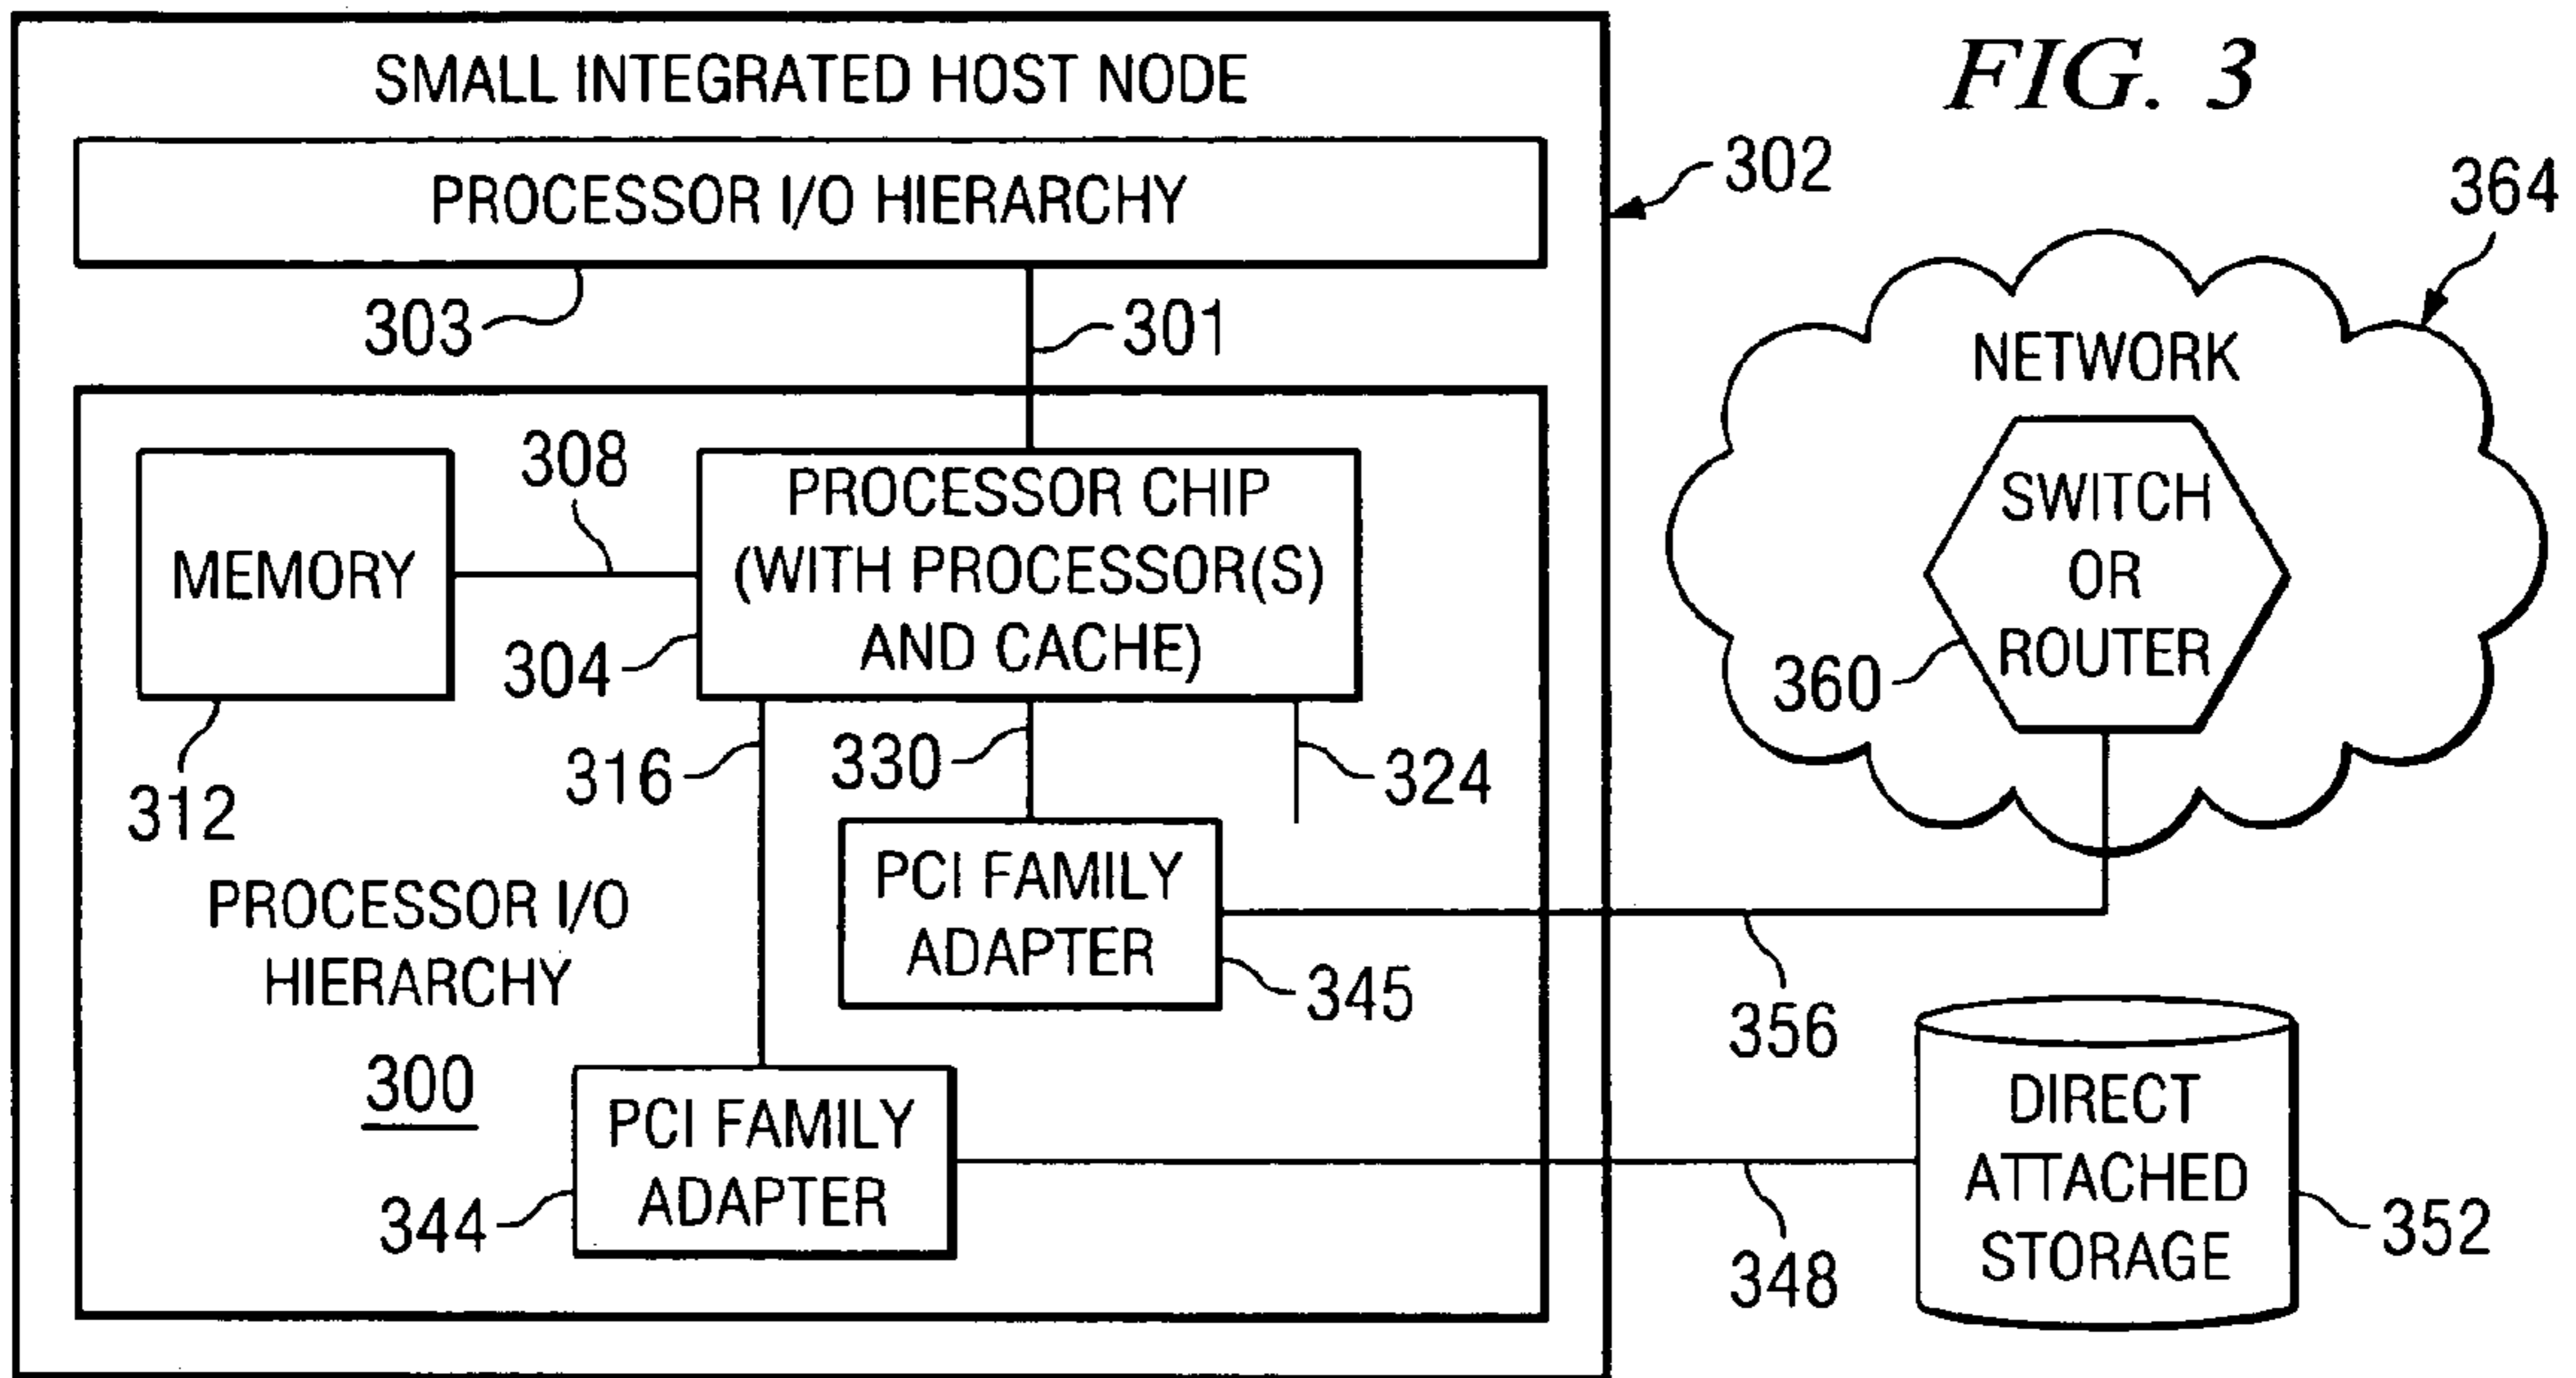 FIG. 3
SMALL INTEGRATED HOST NODE
PROCESSOR I/O HIERARCHY
302
303
301
364
NETWORK
SWITCH
OR
ROUTER
360
MEMORY
308
PROCESSOR CHIP
(WITH PROCESSOR(S)
AND CACHE)
304
312
316
330
324
PROCESSOR I/O
HIERARCHY
300
PCI FAMILY
ADAPTER
345
356
PCI FAMILY
ADAPTER
344
348
DIRECT
ATTACHED
STORAGE
352